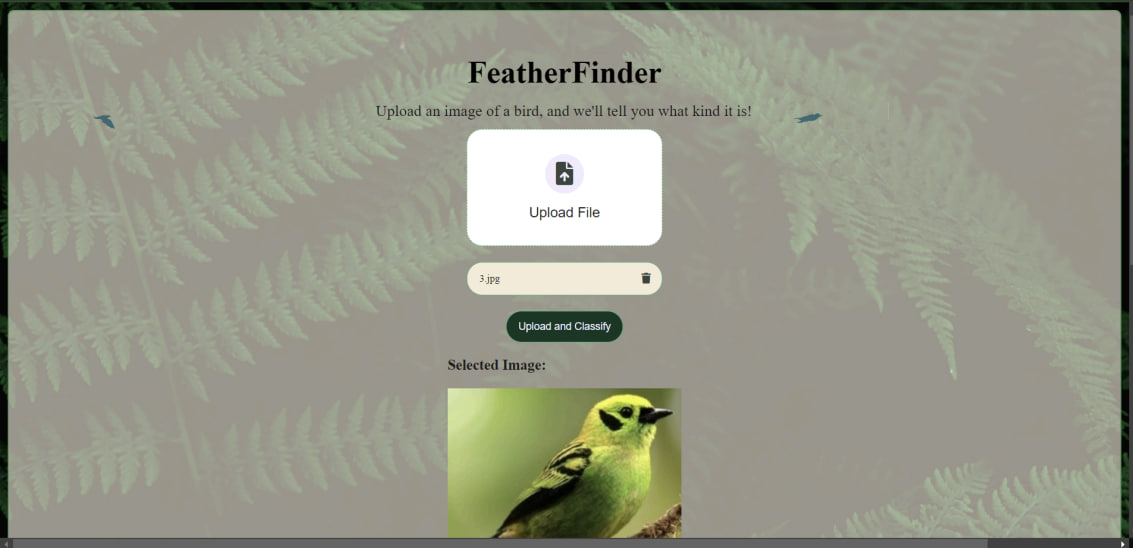 FeatherFinder
Upload an image of a bird, and we'll tell you what kind it is!
Upload File
3.jpg
Upload and Classify
Selected Image: